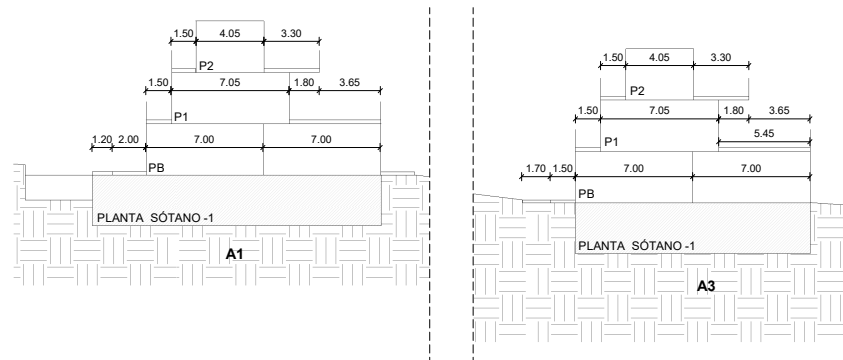 1.50 4.05 3.30
P2
1.50 7.05 1.80 3.65
P1
1.20 2.00 7.00 7.00
PB
PLANTA SÓTANO -1
A1
1.50 4.05 3.30
P2
1.50 7.05 1.80 3.65
P1
5.45
1.70 1.50 7.00 7.00
PB
PLANTA SÓTANO -1
A3